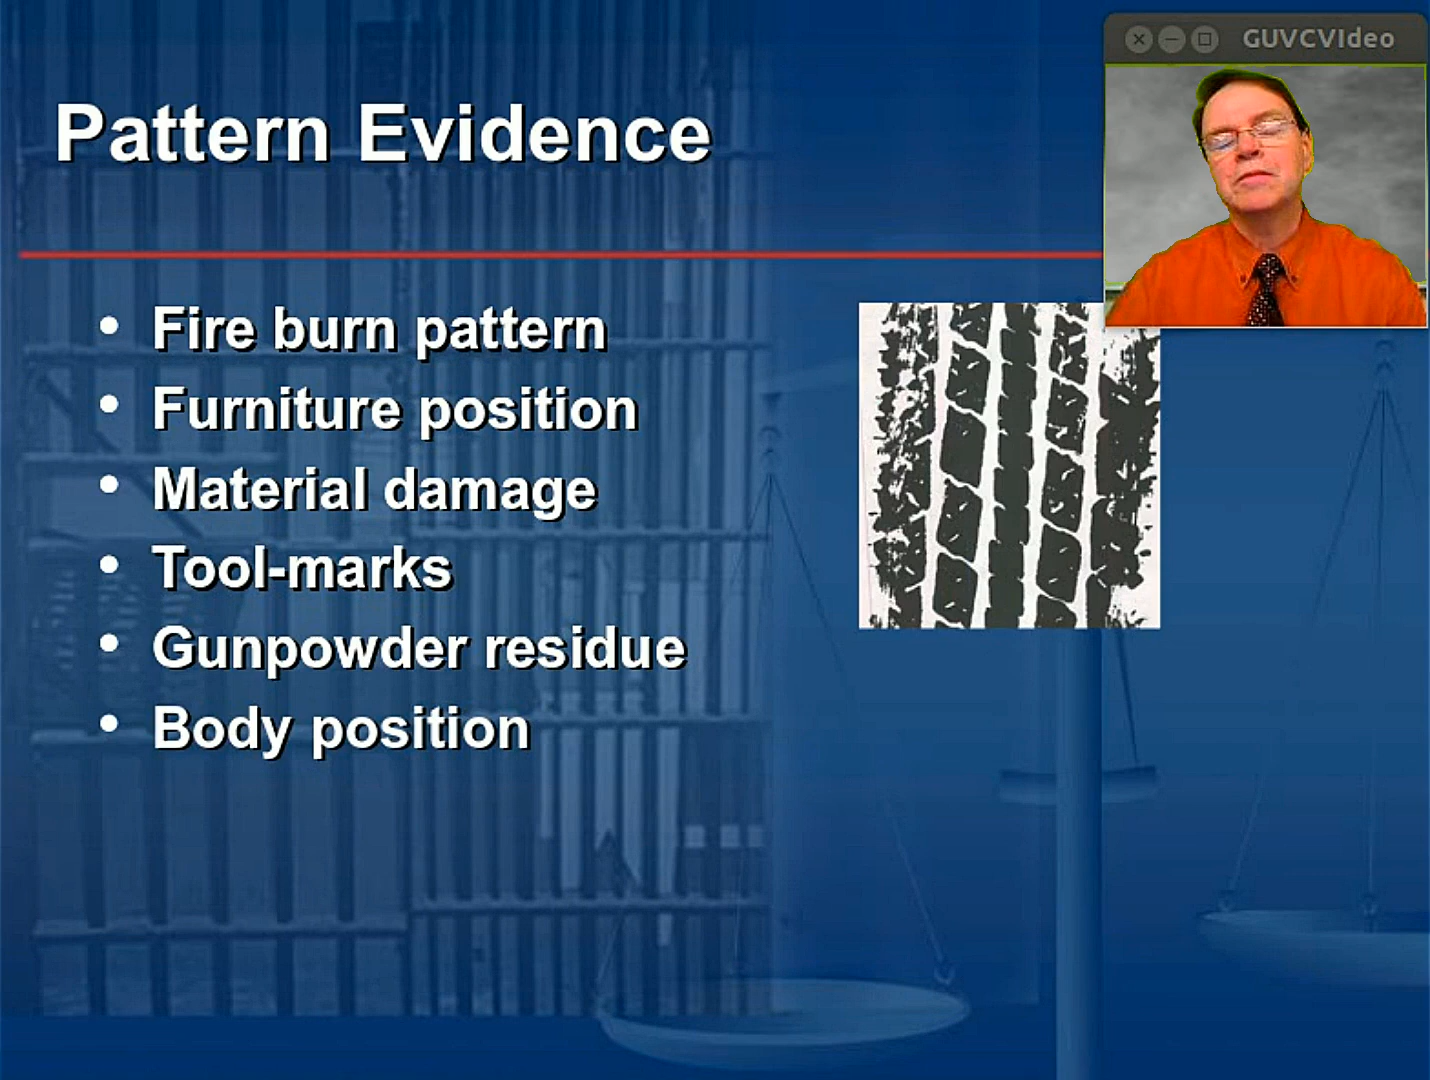 GUVCVIdeo
Pattern Evidence
• Fire burn pattern
• Furniture position
• Material damage
• Tool-marks
• Gunpowder residue
• Body position